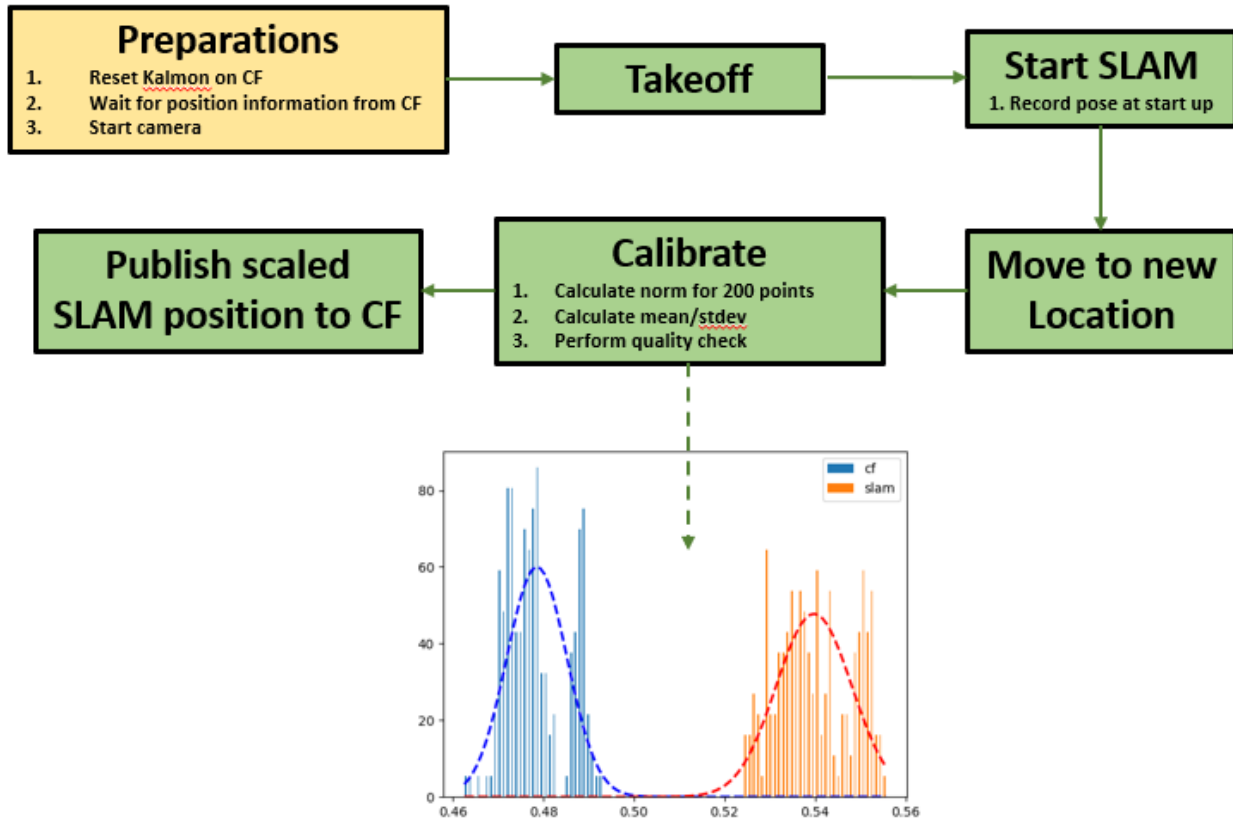 Preparations
1. Reset Kalmon on CF
2. Wait for position information from CF
3. Start camera
Takeoff
Start SLAM
1. Record pose at start up
Publish scaled
SLAM position to CF
Calibrate
1. Calculate norm for 200 points
2. Calculate mean/stdev
3. Perform quality check
Move to new
Location
cf
slam
80
60
40
20
0
0.46 0.48 0.50 0.52 0.54 0.56